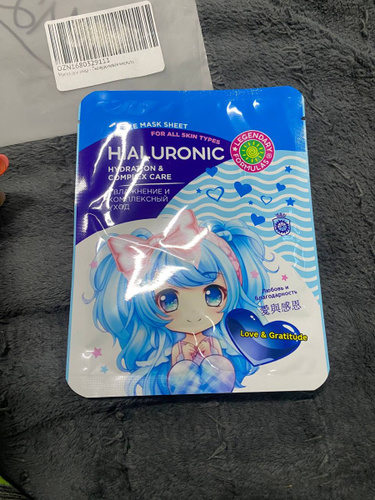 OZN1680529111
CE MASK SHEET
FOR ALL SKIN TYPES
HIALURONIC
HYDRATION &
COMPLEX CARE
УВЛАЖНЕНИЕ И
КОМПЛЕКСНЫЙ
УХОД
LEGENDARY
FORMULAS
Любовь и
Благодарность
愛與感恩
Love & Gratitude